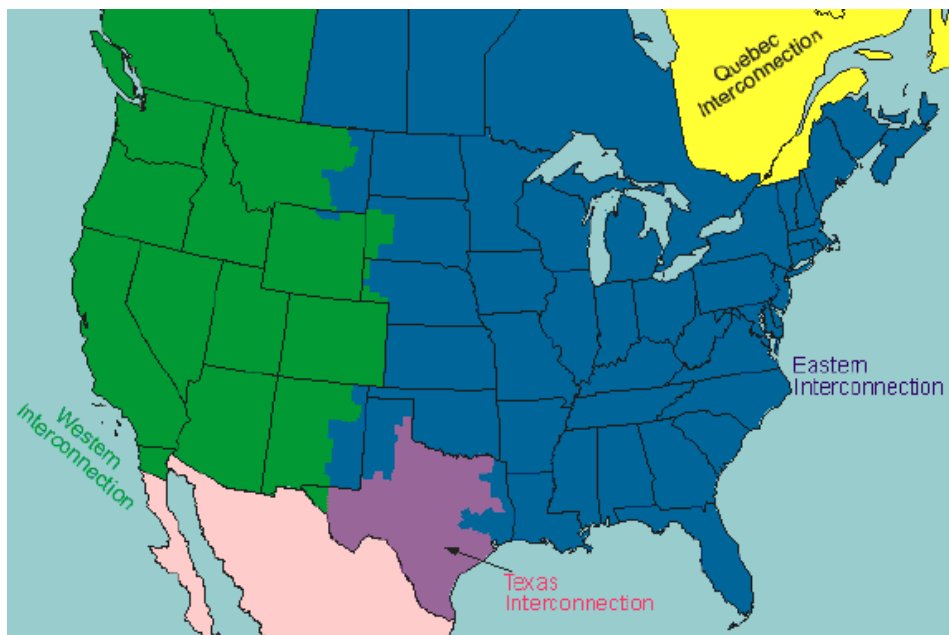 Quebec
Interconnection
Eastern
Interconnection
Western
Interconnection
Texas
Interconnection